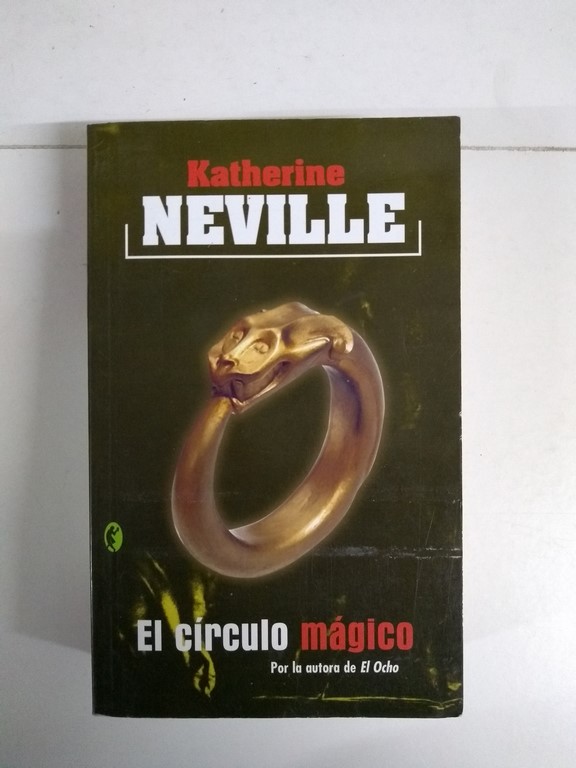 Katherine
NEVILLE
El círculo mágico
Por la autora de El Ocho